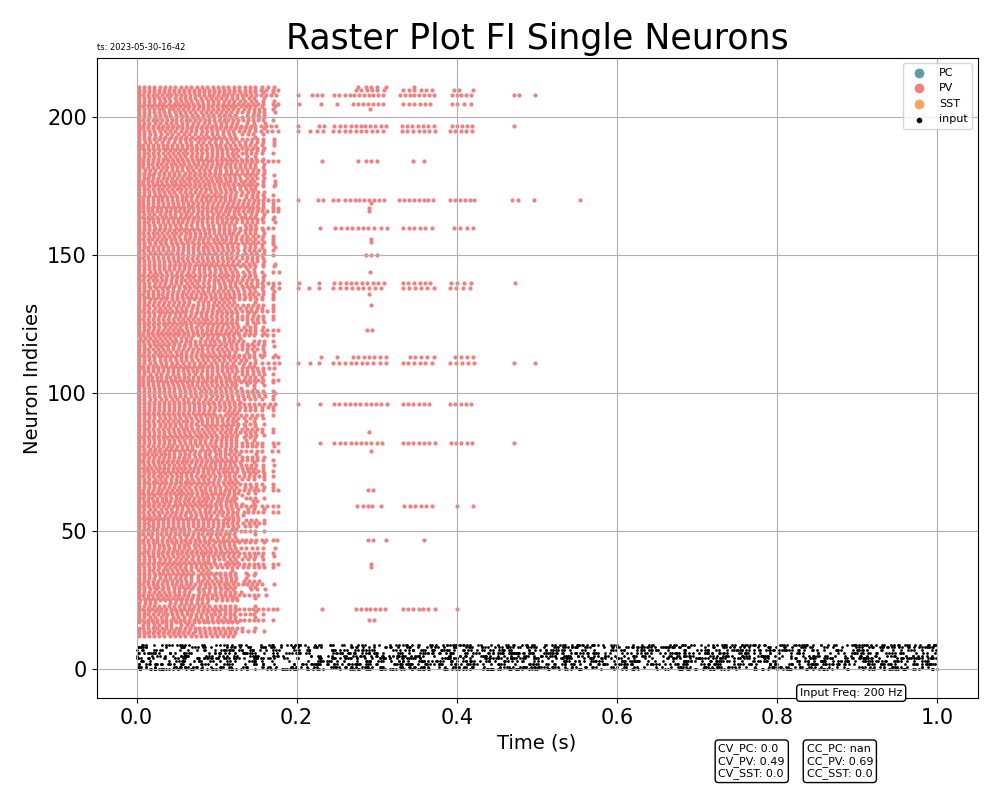 Raster Plot FI Single Neurons
ts: 2023-05-30-16-42
PC
PV
SST
input
Neuron Indicies
200
150
100
50
0
0.0 0.2 0.4 0.6 0.8 1.0
Time (s)
Input Freq: 200 Hz
CV_PC: 0.0
CV_PV: 0.49
CV_SST: 0.0
CC_PC: nan
CC_PV: 0.69
CC_SST: 0.0